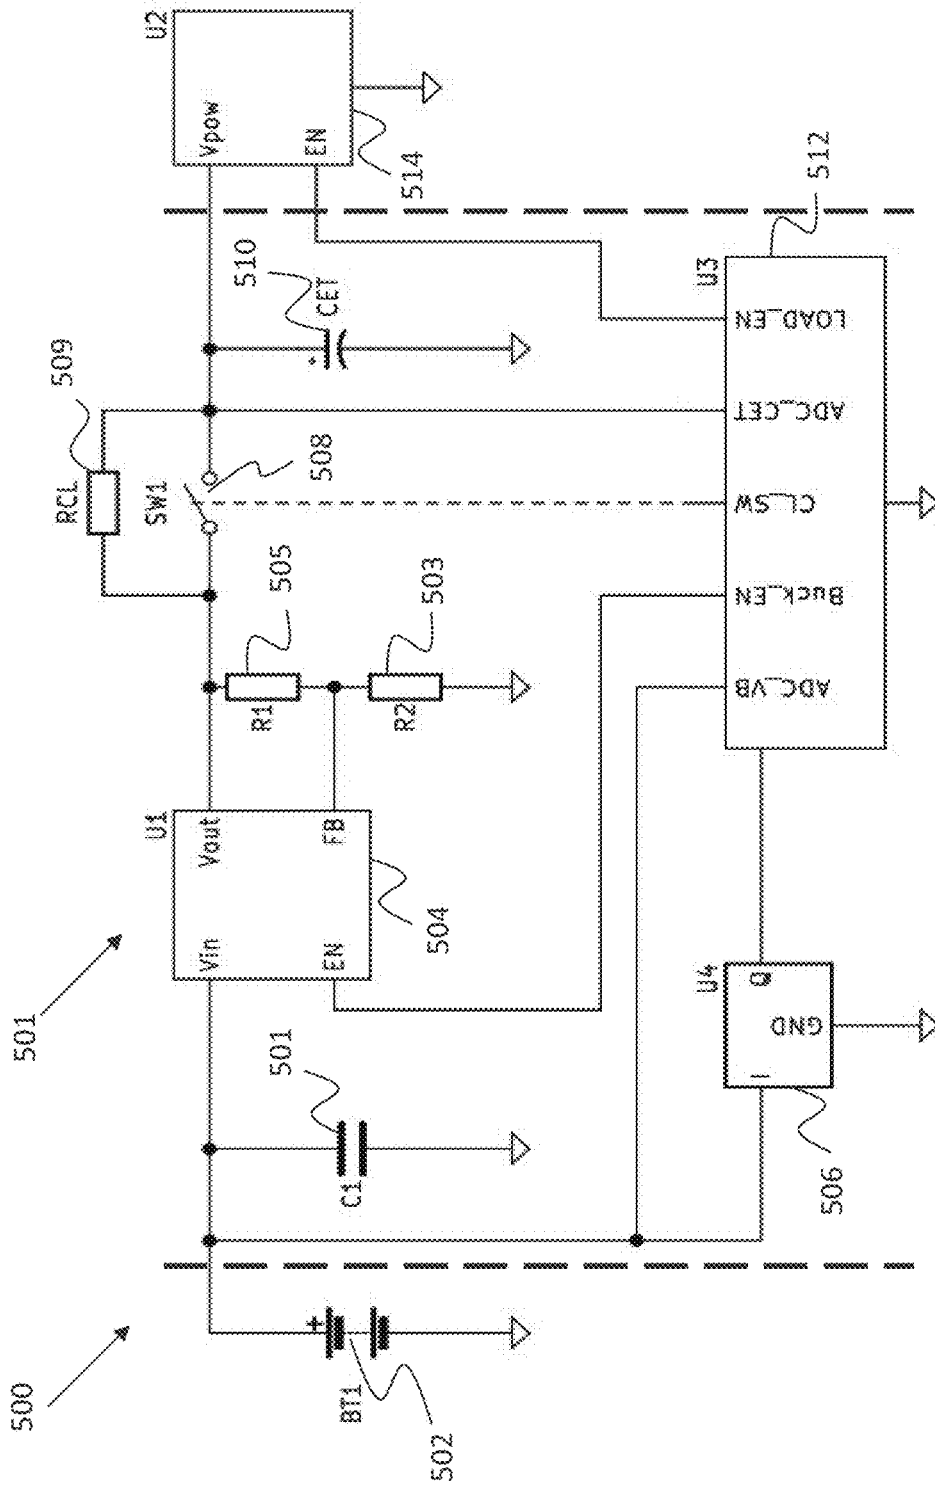 500
501
BT1
+
502
C1
501
U1
Vin
Vout
EN
FB
504
R1
505
R2
503
RCL
509
SW1
508
CET
510
U2
Vpow
EN
514
U4
I
Q
GND
506
U3
ADC_VB
Buck_EN
CL_SW
ADC_CET
LOAD_EN
512